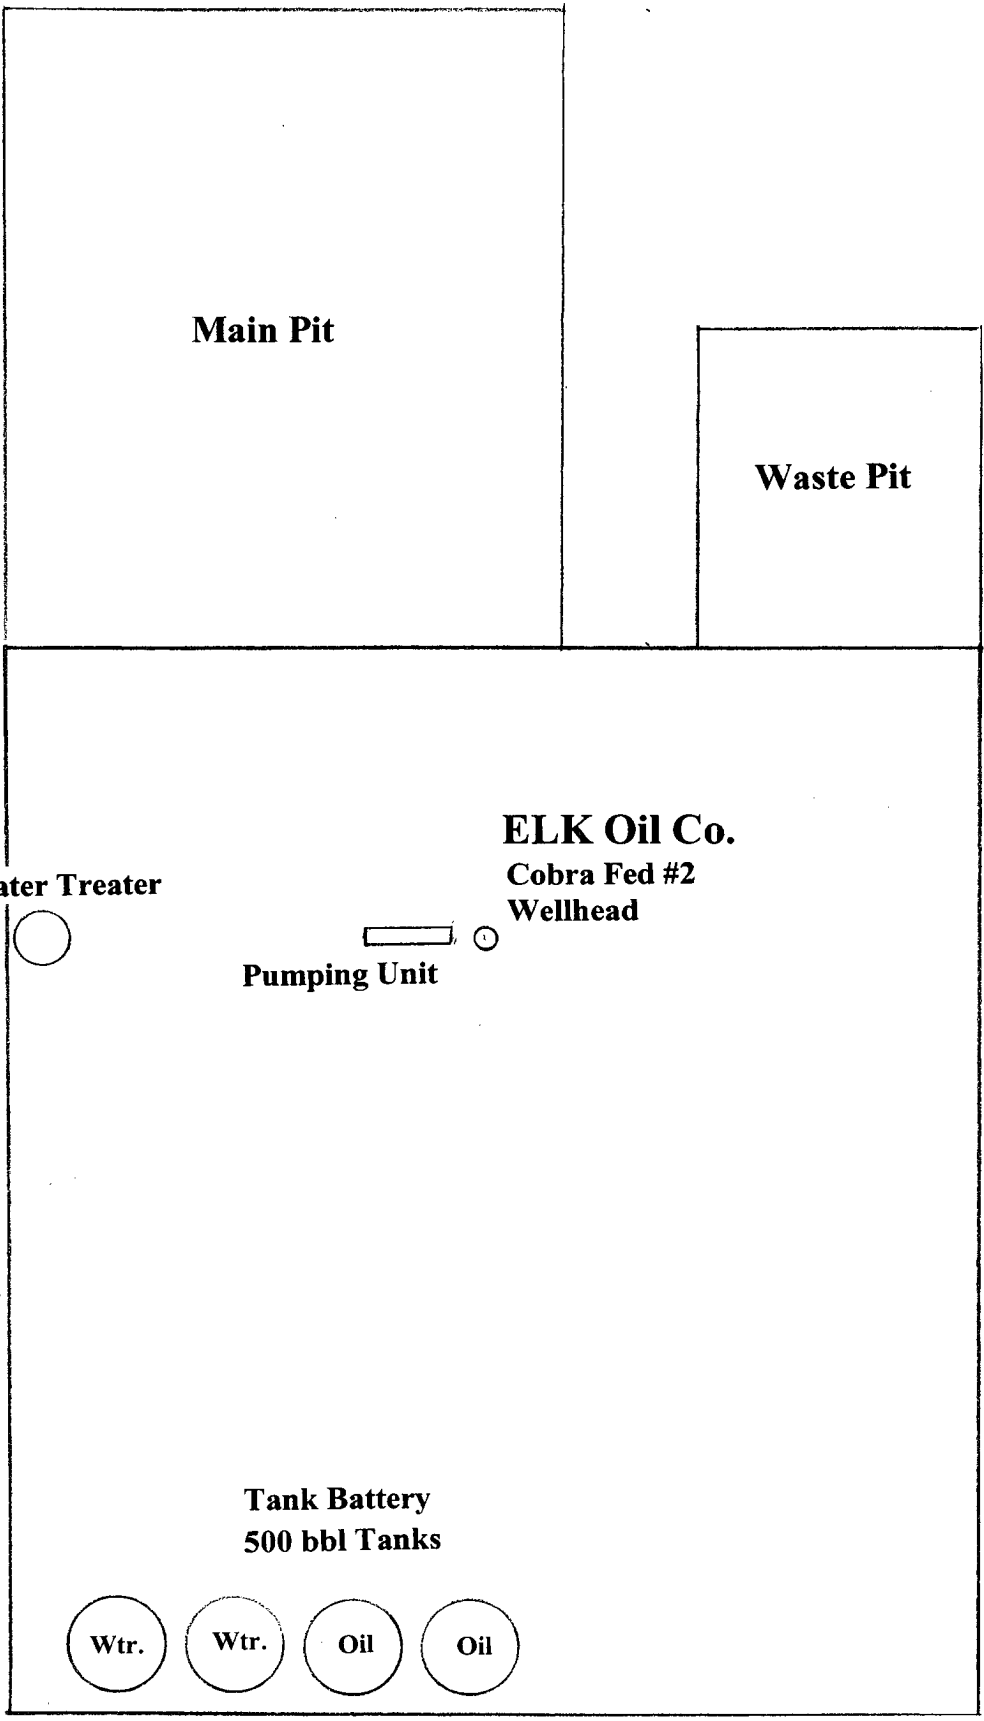 Main Pit
Waste Pit
ELK Oil Co.
Cobra Fed #2
Wellhead
Treater
Pumping Unit
Tank Battery
500 bbl Tanks
Wtr. Wtr. Oil Oil